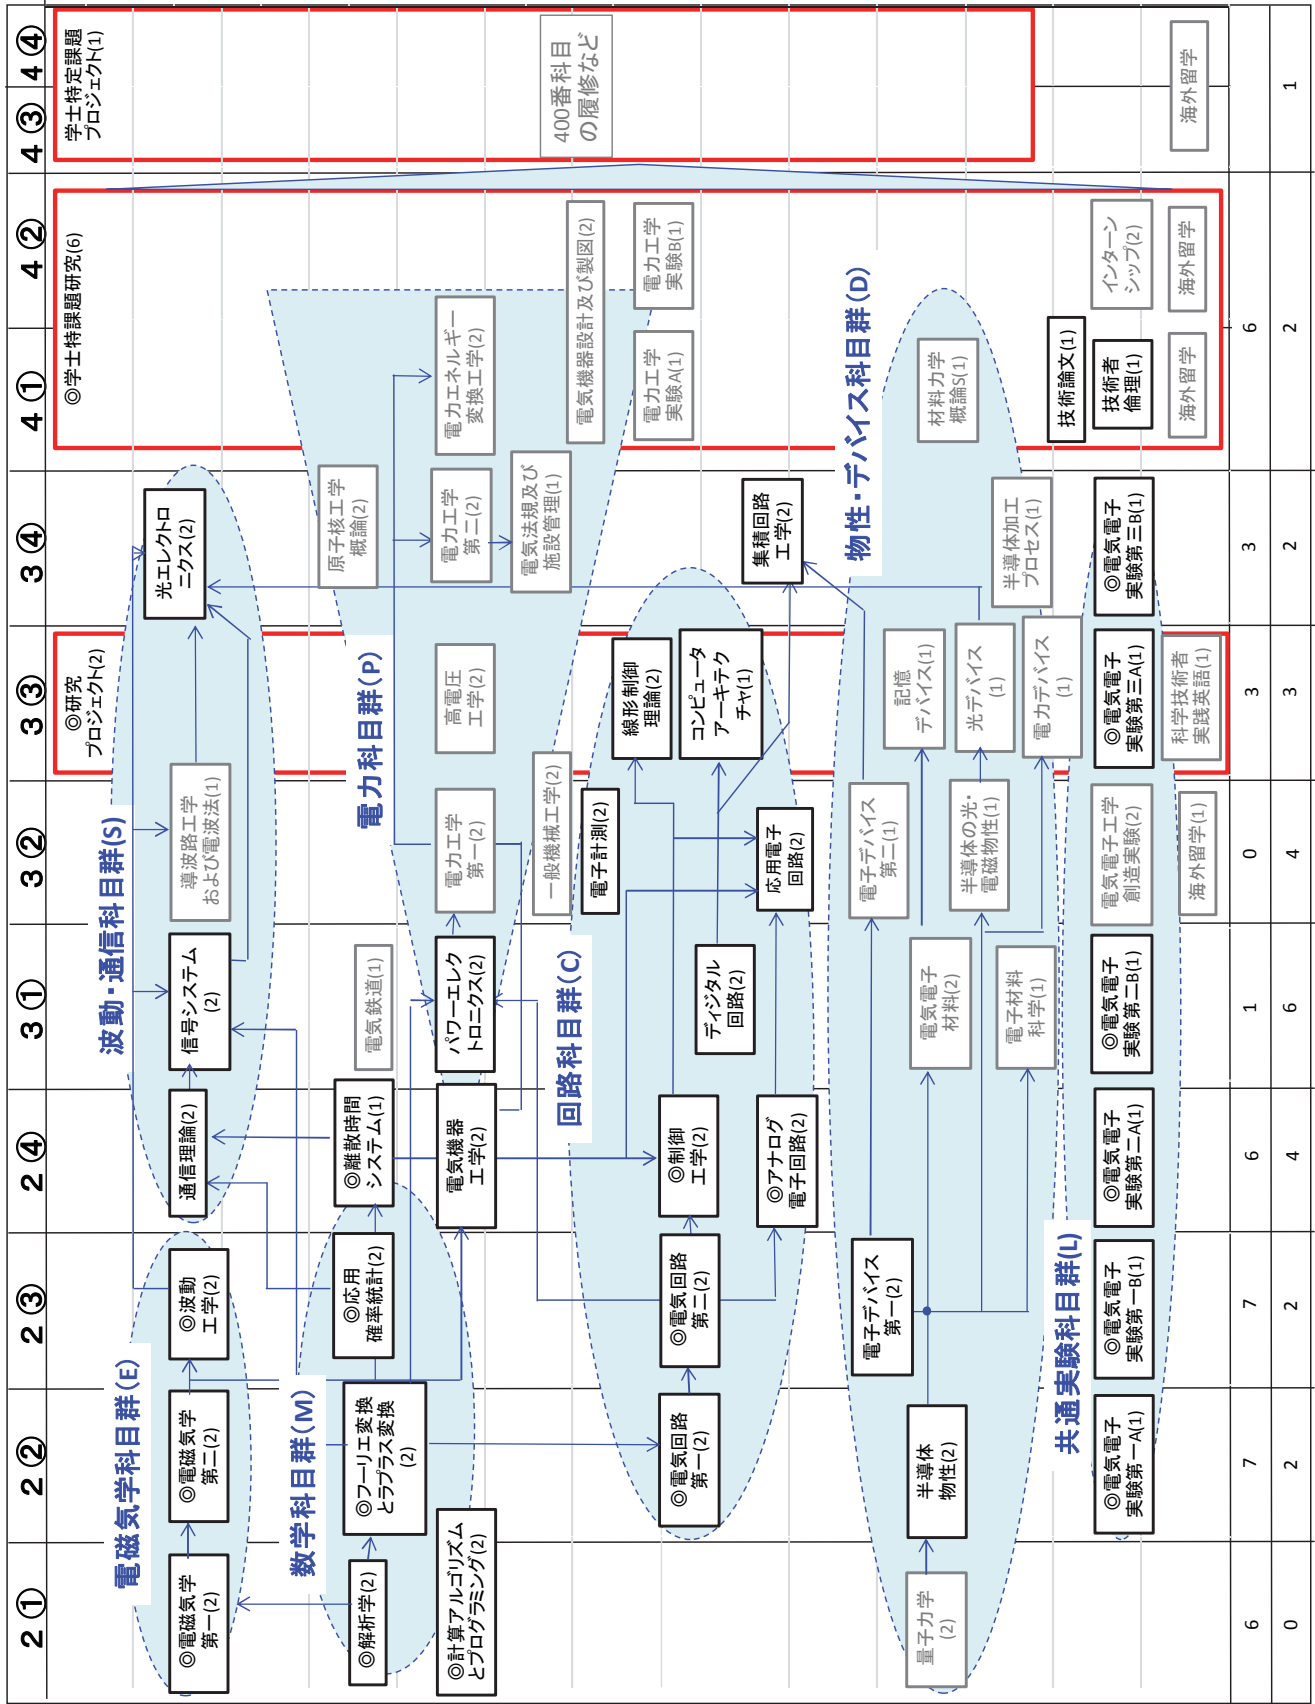 2①
2②
2③
2④
3①
3②
3③
3④
4①
4②
4③
4④
◎研究
プロジェクト(2)
◎学士特課題研究(6)
学士特定課題
プロジェクト(1)
電磁気学科目群(E)
◎電磁気学
第一(2)
◎電磁気学
第二(2)
◎波動
工学(2)
波動・通信科目群(S)
通信理論(2)
信号システム
(2)
導波路工学
および電波法(1)
光エレクトロ
ニクス(2)
数学科目群(M)
◎解析学(2)
◎フーリエ変換
とラプラス変換
(2)
◎応用
確率統計(2)
◎離散時間
システム(1)
◎計算アルゴリズム
とプログラミング(2)
電力科目群(P)
電気鉄道(1)
原子核工学
概論(2)
電気機器
工学(2)
パワーエレク
トロニクス(2)
電力工学
第一(2)
高電圧
工学(2)
電力工学
第二(2)
電力エネルギー
変換工学(2)
電気法規及び
施設管理(1)
一般機械工学(2)
電気機器設計及び製図(2)
電力工学
実験A(1)
電力工学
実験B(1)
400番科目
の履修など
回路科目群(C)
◎電気回路
第一(2)
◎電気回路
第二(2)
◎制御
工学(2)
電子計測(2)
線形制御
理論(2)
ディジタル
回路(2)
コンピュータ
アーキテク
チャ(1)
◎アナログ
電子回路(2)
応用電子
回路(2)
集積回路
工学(2)
物性・デバイス科目群(D)
量子力学
(2)
半導体
物性(2)
電子デバイス
第一(2)
電子デバイス
第二(1)
電気電子
材料(2)
記憶
デバイス(1)
半導体の光・
電磁物性(1)
光デバイス
(1)
電子材料
科学(1)
電力デバイス
(1)
半導体加工
プロセス(1)
材料力学
概論S(1)
共通実験科目群(L)
◎電気電子
実験第一A(1)
◎電気電子
実験第一B(1)
◎電気電子
実験第二A(1)
◎電気電子
実験第二B(1)
電気電子工学
創造実験(2)
◎電気電子
実験第三A(1)
◎電気電子
実験第三B(1)
技術論文(1)
技術者
倫理(1)
インターン
シップ(2)
海外留学(1)
科学技術者
実践英語(1)
海外留学
海外留学
海外留学
6
7
7
6
1
0
3
3
6
0
2
2
4
6
4
3
2
2
1